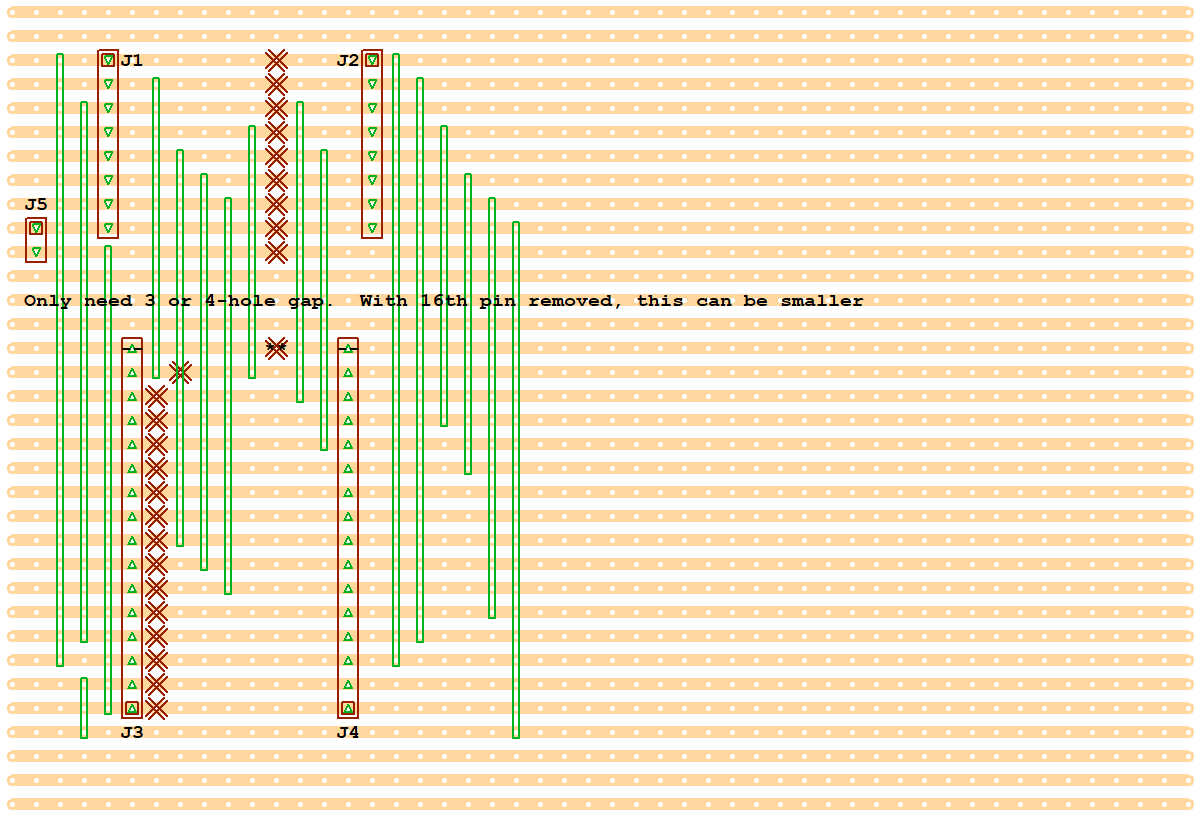 J1
J2
J5
Only need 3 or 4-hole gap. With 16th pin removed, this can be smaller
**
J3
J4